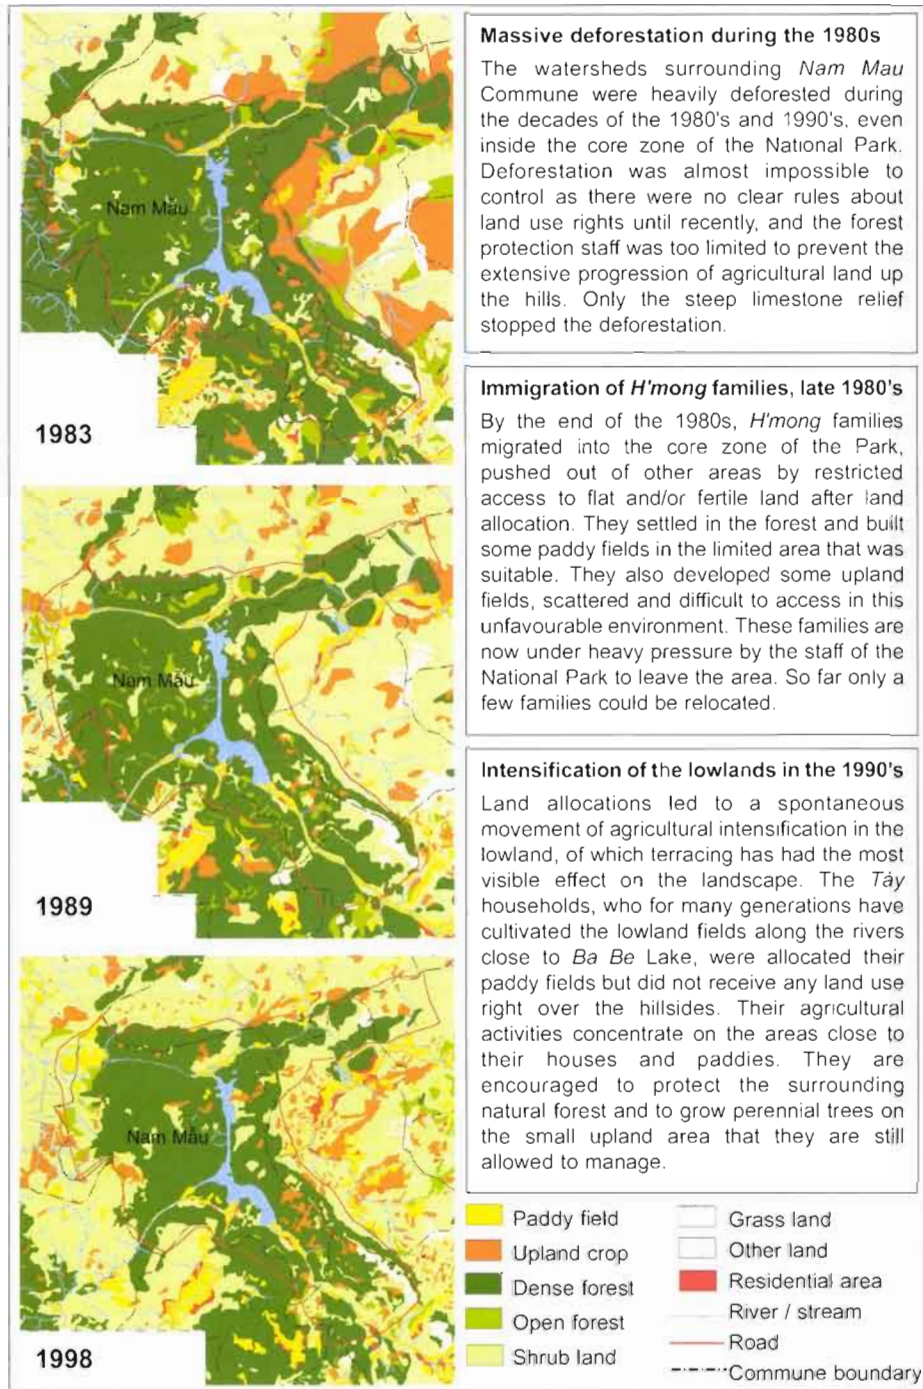 Nam Mẫu
1983
Nam Mẫu
1989
Nam Mẫu
1998
Massive deforestation during the 1980s
The watersheds surrounding Nam Mau
Commune were heavily deforested during
the decades of the 1980's and 1990's, even
inside the core zone of the National Park.
Deforestation was almost impossible to
control as there were no clear rules about
land use rights until recently, and the forest
protection staff was too limited to prevent the
extensive progression of agricultural land up
the hills. Only the steep limestone relief
stopped the deforestation.
Immigration of H'mong families, late 1980's
By the end of the 1980s, H'mong families
migrated into the core zone of the Park,
pushed out of other areas by restricted
access to flat and/or fertile land after land
allocation. They settled in the forest and built
some paddy fields in the limited area that was
suitable. They also developed some upland
fields, scattered and difficult to access in this
unfavourable environment. These families are
now under heavy pressure by the staff of the
National Park to leave the area. So far only a
few families could be relocated.
Intensification of the lowlands in the 1990's
Land allocations led to a spontaneous
movement of agricultural intensification in the
lowland, of which terracing has had the most
visible effect on the landscape. The Tày
households, who for many generations have
cultivated the lowland fields along the rivers
close to Ba Be Lake, were allocated their
paddy fields but did not receive any land use
right over the hillsides. Their agricultural
activities concentrate on the areas close to
their houses and paddies. They are
encouraged to protect the surrounding
natural forest and to grow perennial trees on
the small upland area that they are still
allowed to manage.
Paddy field
Upland crop
Dense forest
Open forest
Shrub land
Grass land
Other land
Residential area
River / stream
Road
Commune boundary